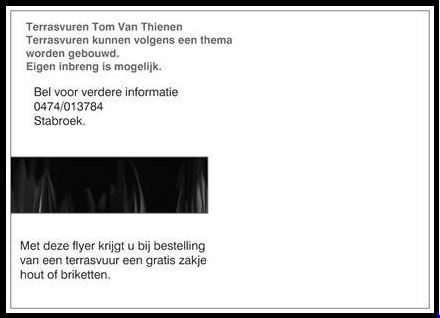 Terrasvuren Tom Van Thienen
Terrasvuren kunnen volgens een thema
worden gebouwd.
Eigen inbreng is mogelijk.
Bel voor verdere informatie
0474/013784
Stabroek.
Met deze flyer krijgt u bij bestelling
van een terrasvuur een gratis zakje
hout of briketten.